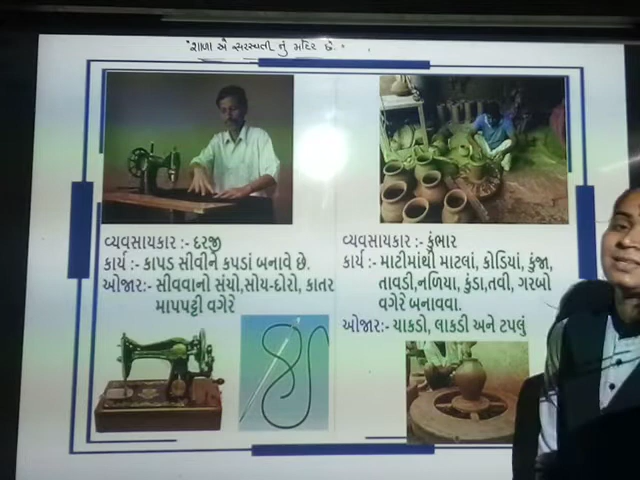 "શાળા એ સરસ્વતી નું મંદિર છે."
વ્યવસાયકાર :- દરજી
કાર્ય :- કાપડ સીવીને કપડાં બનાવે છે.
ઓજાર:- સીવવાનો સંચો,સોય-દોરો, કાતર
માપપટ્ટી વગેરે
વ્યવસાયકાર :- કુંભાર
કાર્ય :- માટીમાંથી માટલાં, કોડિયાં, કુંજા,
તાવડી,નળિયા, કુંડા,તવી, ગરબો
વગેરે બનાવવા.
ઓજાર:- ચાકડો, લાકડી અને ટપલું